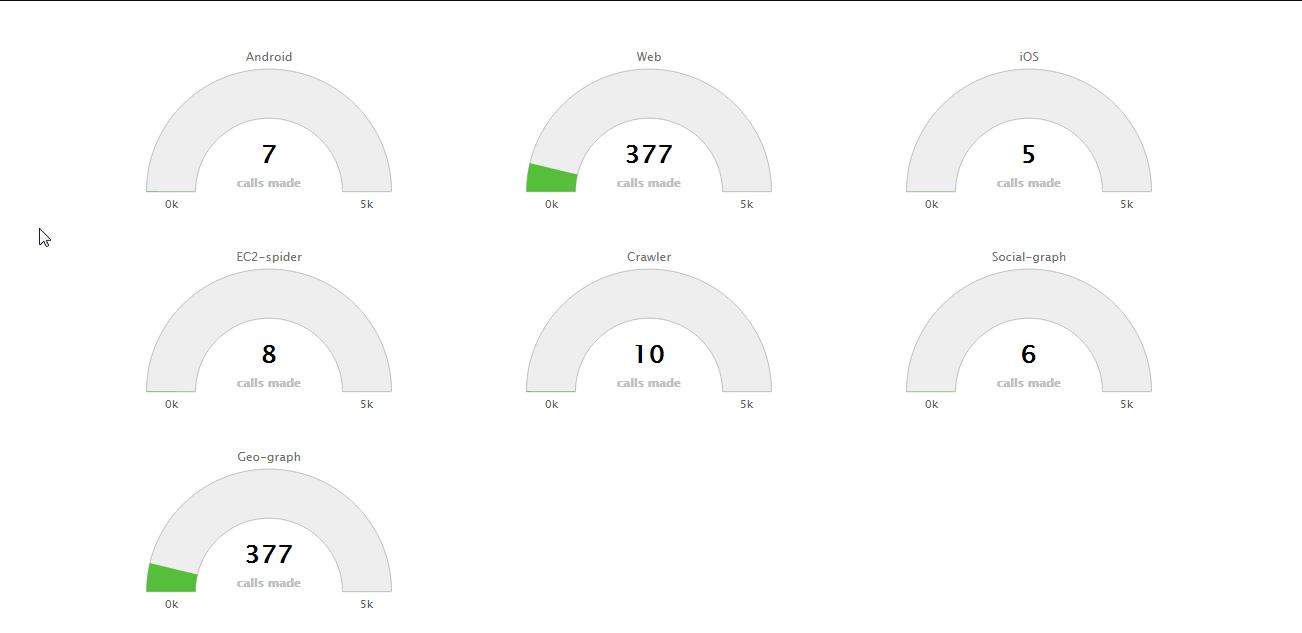 Android
7
calls made
0k 5k
Web
377
calls made
0k 5k
iOS
5
calls made
0k 5k
EC2-spider
8
calls made
0k 5k
Crawler
10
calls made
0k 5k
Social-graph
6
calls made
0k 5k
Geo-graph
377
calls made
0k 5k